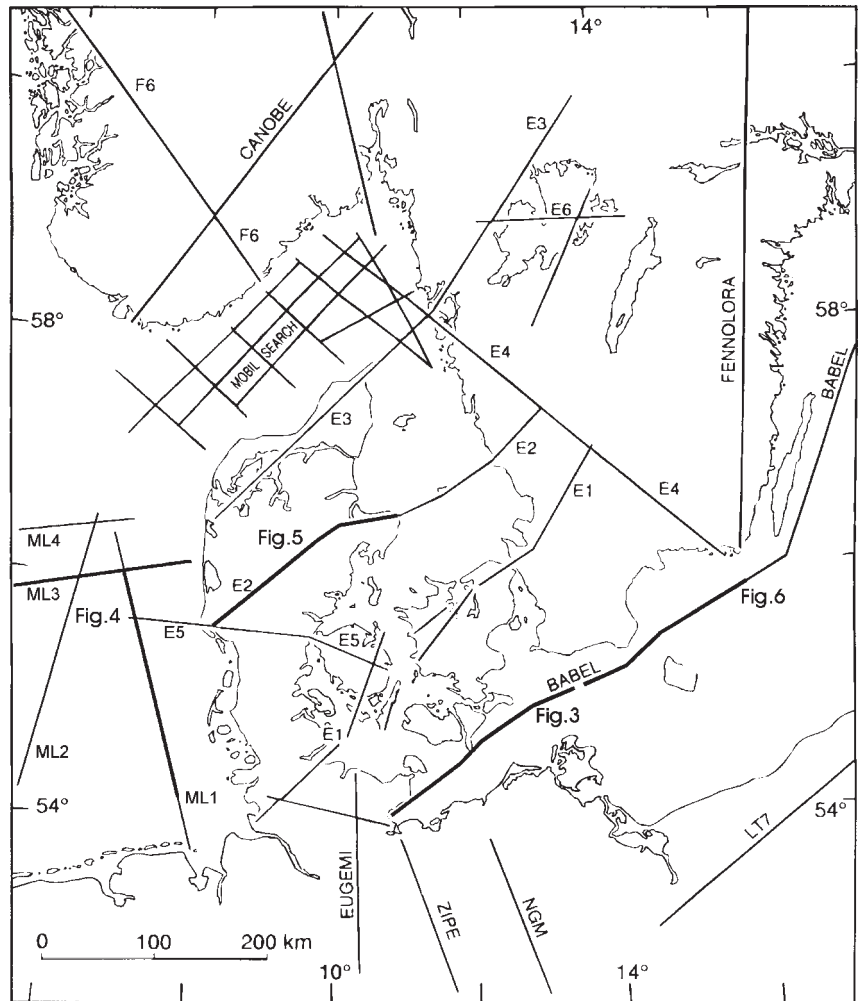 14°
F6
CANOBE
E3
E6
F6
58°
58°
MOBIL SEARCH
E4
FENNOLORA
BABEL
E3
E2
E1
E4
Fig.5
ML4
ML3
E2
Fig.6
Fig.4
E5
E5
BABEL
Fig.3
E1
ML2
ML1
54°
54°
LT7
EUGEMI
ZIPE
NGM
0 100 200 km
10°
14°